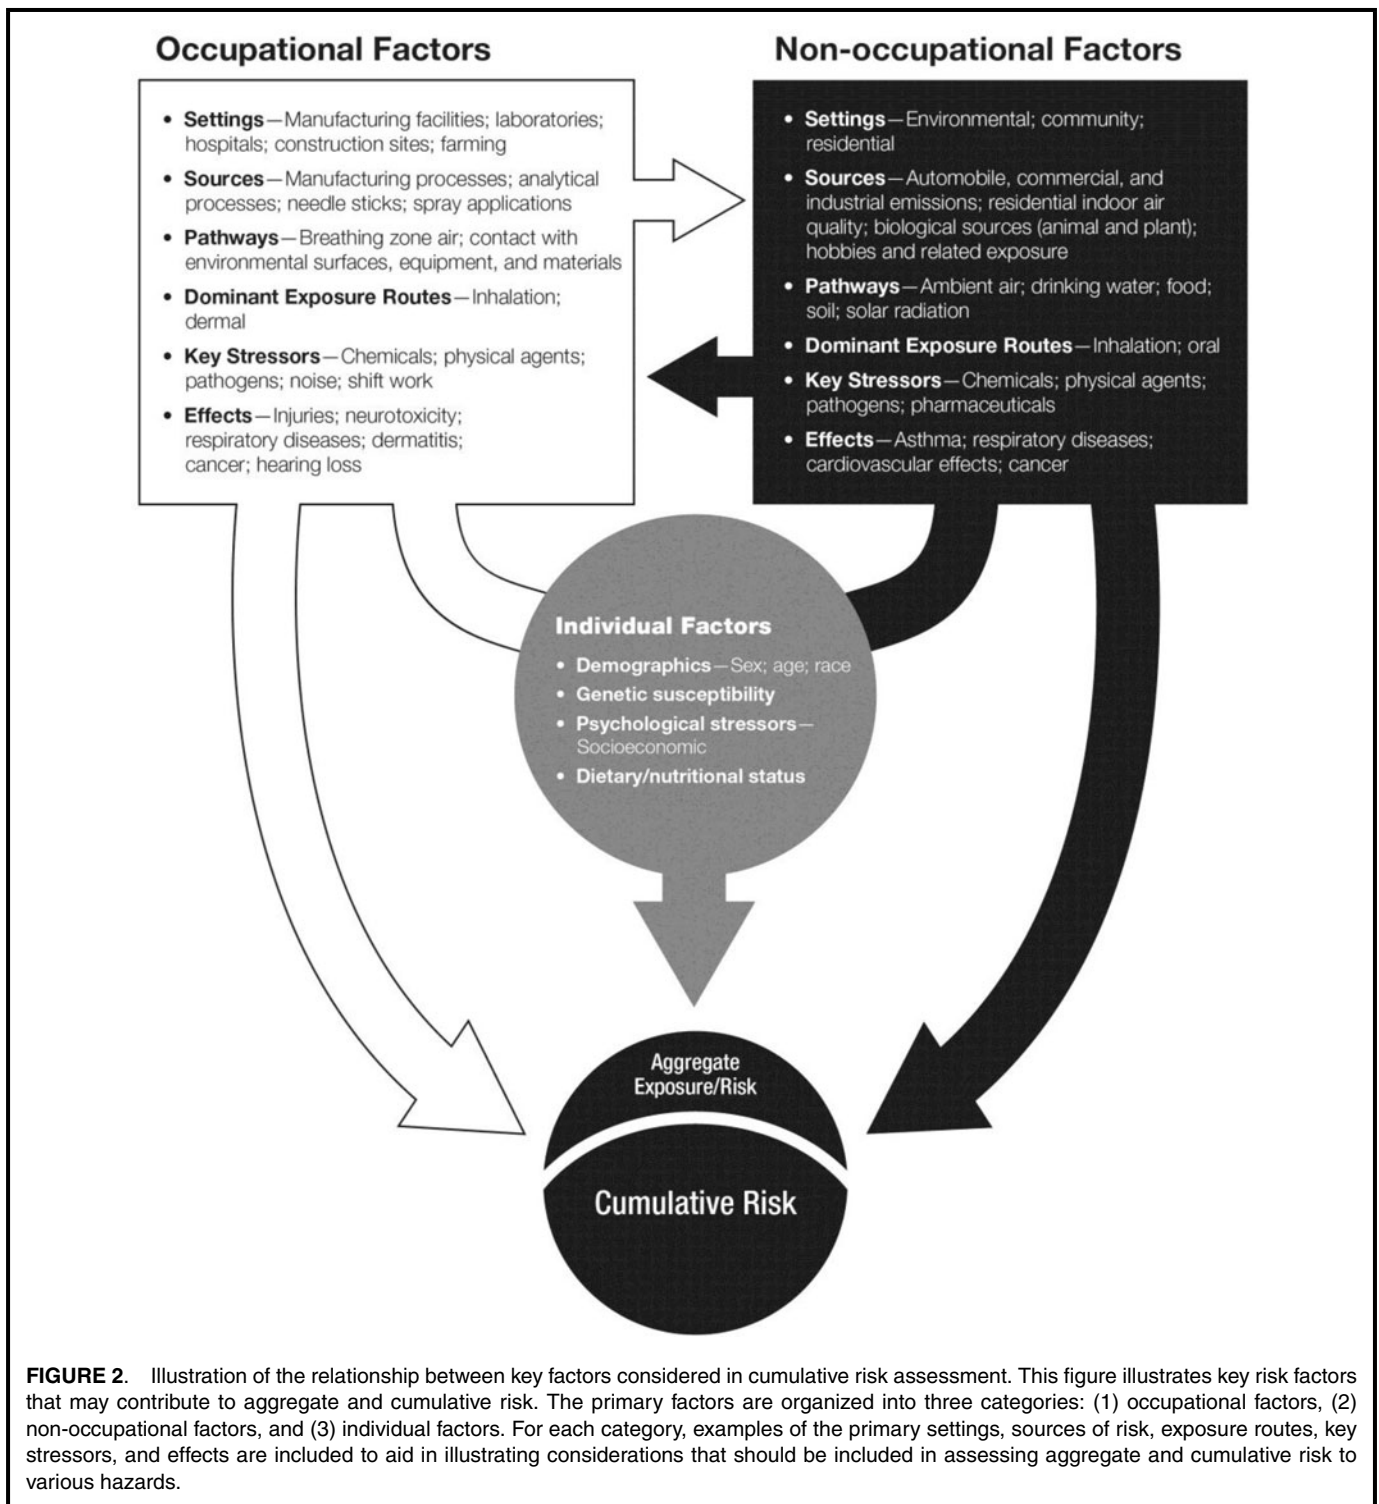 Occupational Factors
• Settings—Manufacturing facilities; laboratories;
hospitals; construction sites; farming
• Sources—Manufacturing processes; analytical
processes; needle sticks; spray applications
• Pathways—Breathing zone air; contact with
environmental surfaces, equipment, and materials
• Dominant Exposure Routes—Inhalation;
dermal
• Key Stressors—Chemicals; physical agents;
pathogens; noise; shift work
• Effects—Injuries; neurotoxicity;
respiratory diseases; dermatitis;
cancer; hearing loss
Non-occupational Factors
• Settings—Environmental; community;
residential
• Sources—Automobile, commercial, and
industrial emissions; residential indoor air
quality; biological sources (animal and plant);
hobbies and related exposure
• Pathways—Ambient air; drinking water; food;
soil; solar radiation
• Dominant Exposure Routes—Inhalation; oral
• Key Stressors—Chemicals; physical agents;
pathogens; pharmaceuticals
• Effects—Asthma; respiratory diseases;
cardiovascular effects; cancer
Individual Factors
• Demographics—Sex; age; race
• Genetic susceptibility
• Psychological stressors—
Socioeconomic
• Dietary/nutritional status
Aggregate
Exposure/Risk
Cumulative Risk
FIGURE 2. Illustration of the relationship between key factors considered in cumulative risk assessment. This figure illustrates key risk factors
that may contribute to aggregate and cumulative risk. The primary factors are organized into three categories: (1) occupational factors, (2)
non-occupational factors, and (3) individual factors. For each category, examples of the primary settings, sources of risk, exposure routes, key
stressors, and effects are included to aid in illustrating considerations that should be included in assessing aggregate and cumulative risk to
various hazards.